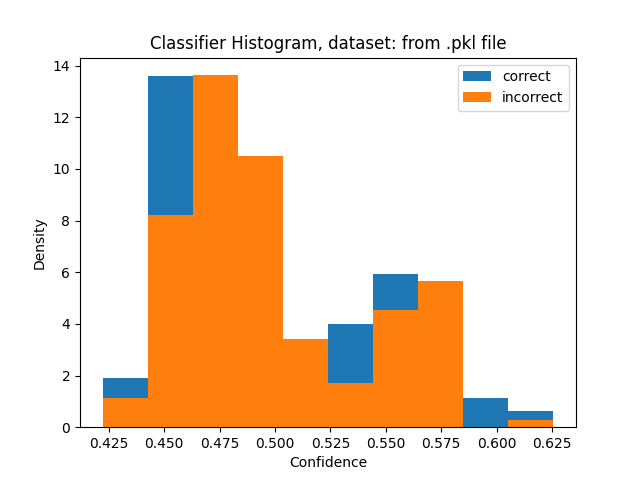 Classifier Histogram, dataset: from .pkl file
correct
incorrect
14
12
10
8
6
4
2
0
Density
0.425 0.450 0.475 0.500 0.525 0.550 0.575 0.600 0.625
Confidence